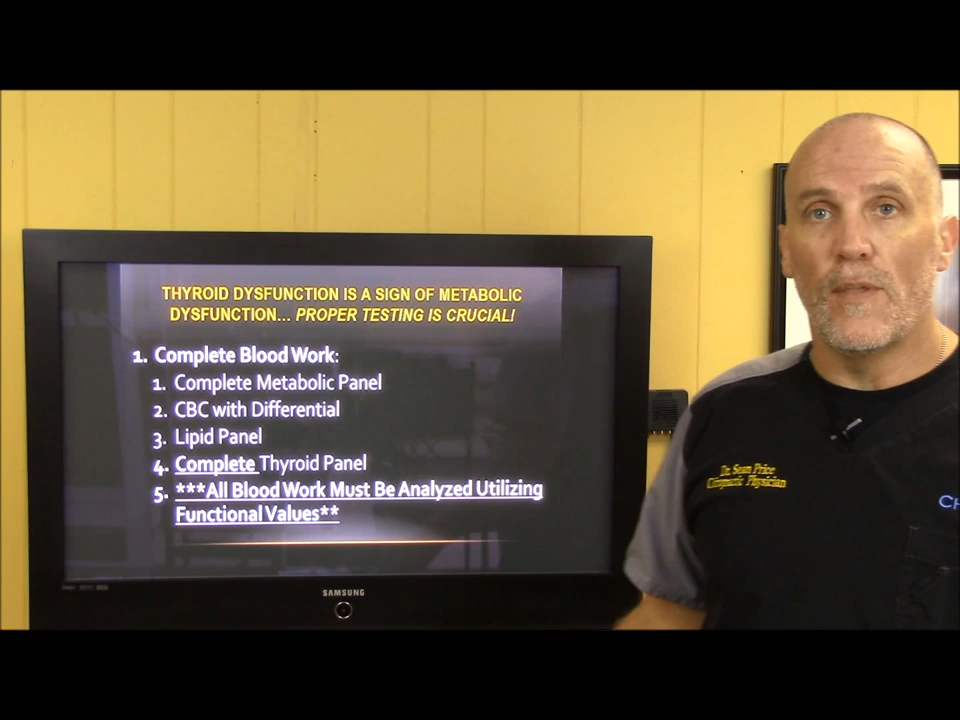 THYROID DYSFUNCTION IS A SIGN OF METABOLIC
DYSFUNCTION... PROPER TESTING IS CRUCIAL!
1. Complete Blood Work:
1. Complete Metabolic Panel
2. CBC with Differential
3. Lipid Panel
4. Complete Thyroid Panel
5. ***All Blood Work Must Be Analyzed Utilizing
Functional Values**
SAMSUNG
Dr. Sean Price
Chiropractic Physician
CH